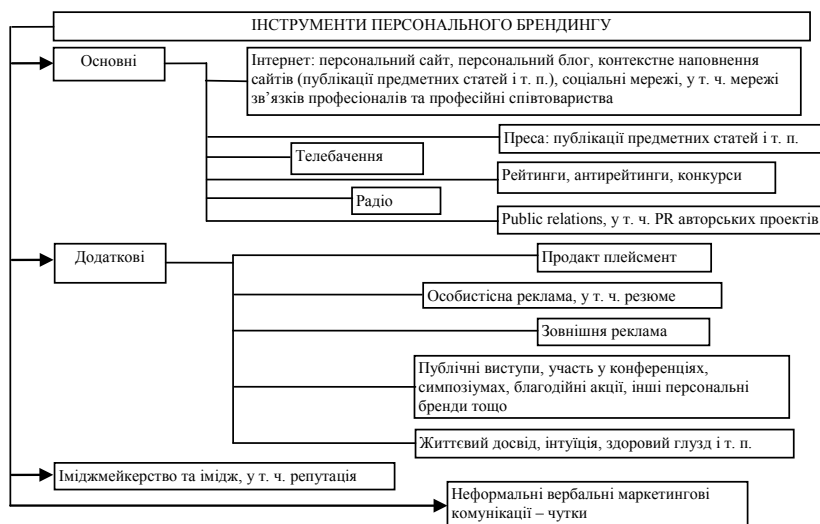 ІНСТРУМЕНТИ ПЕРСОНАЛЬНОГО БРЕНДИНГУ
Основні
Інтернет: персональний сайт, персональний блог, контекстне наповнення
сайтів (публікації предметних статей і т. п.), соціальні мережі, у т. ч. мережі
зв’язків професіоналів та професійні співтовариства
Преса: публікації предметних статей і т. п.
Телебачення
Рейтинги, антирейтинги, конкурси
Радіо
Public relations, у т. ч. PR авторських проектів
Додаткові
Продакт плейсмент
Особистісна реклама, у т. ч. резюме
Зовнішня реклама
Публічні виступи, участь у конференціях,
симпозіумах, благодійні акції, інші персональні
бренди тощо
Життєвий досвід, інтуїція, здоровий глузд і т. п.
Іміджмейкерство та імідж, у т. ч. репутація
Неформальні вербальні маркетингові
комунікації – чутки